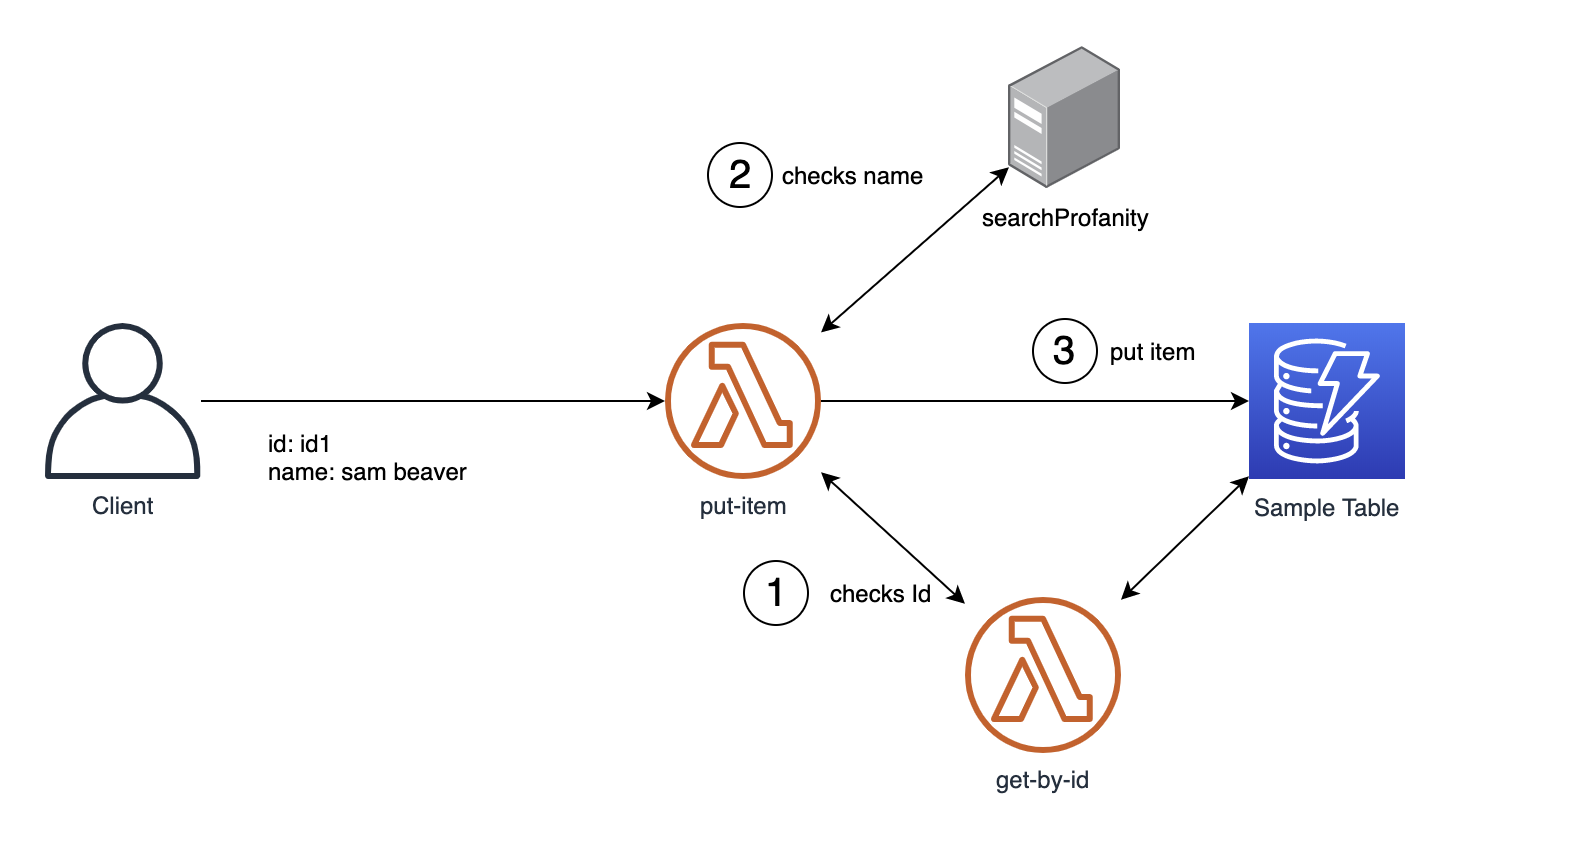 2
checks name
searchProfanity
3
put item
id: id1
name: sam beaver
Client
put-item
Sample Table
1
checks Id
get-by-id